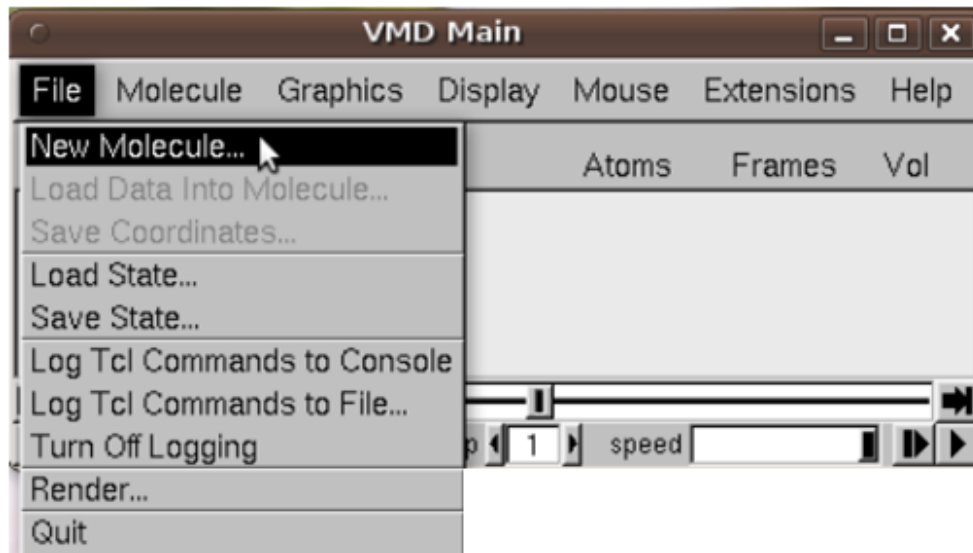 VMD Main
File Molecule Graphics Display Mouse Extensions Help
New Molecule...
Atoms Frames Vol
Load Data Into Molecule...
Save Coordinates...
Load State...
Save State...
Log Tcl Commands to Console
Log Tcl Commands to File...
Turn Off Logging
p 1 speed
Render...
Quit